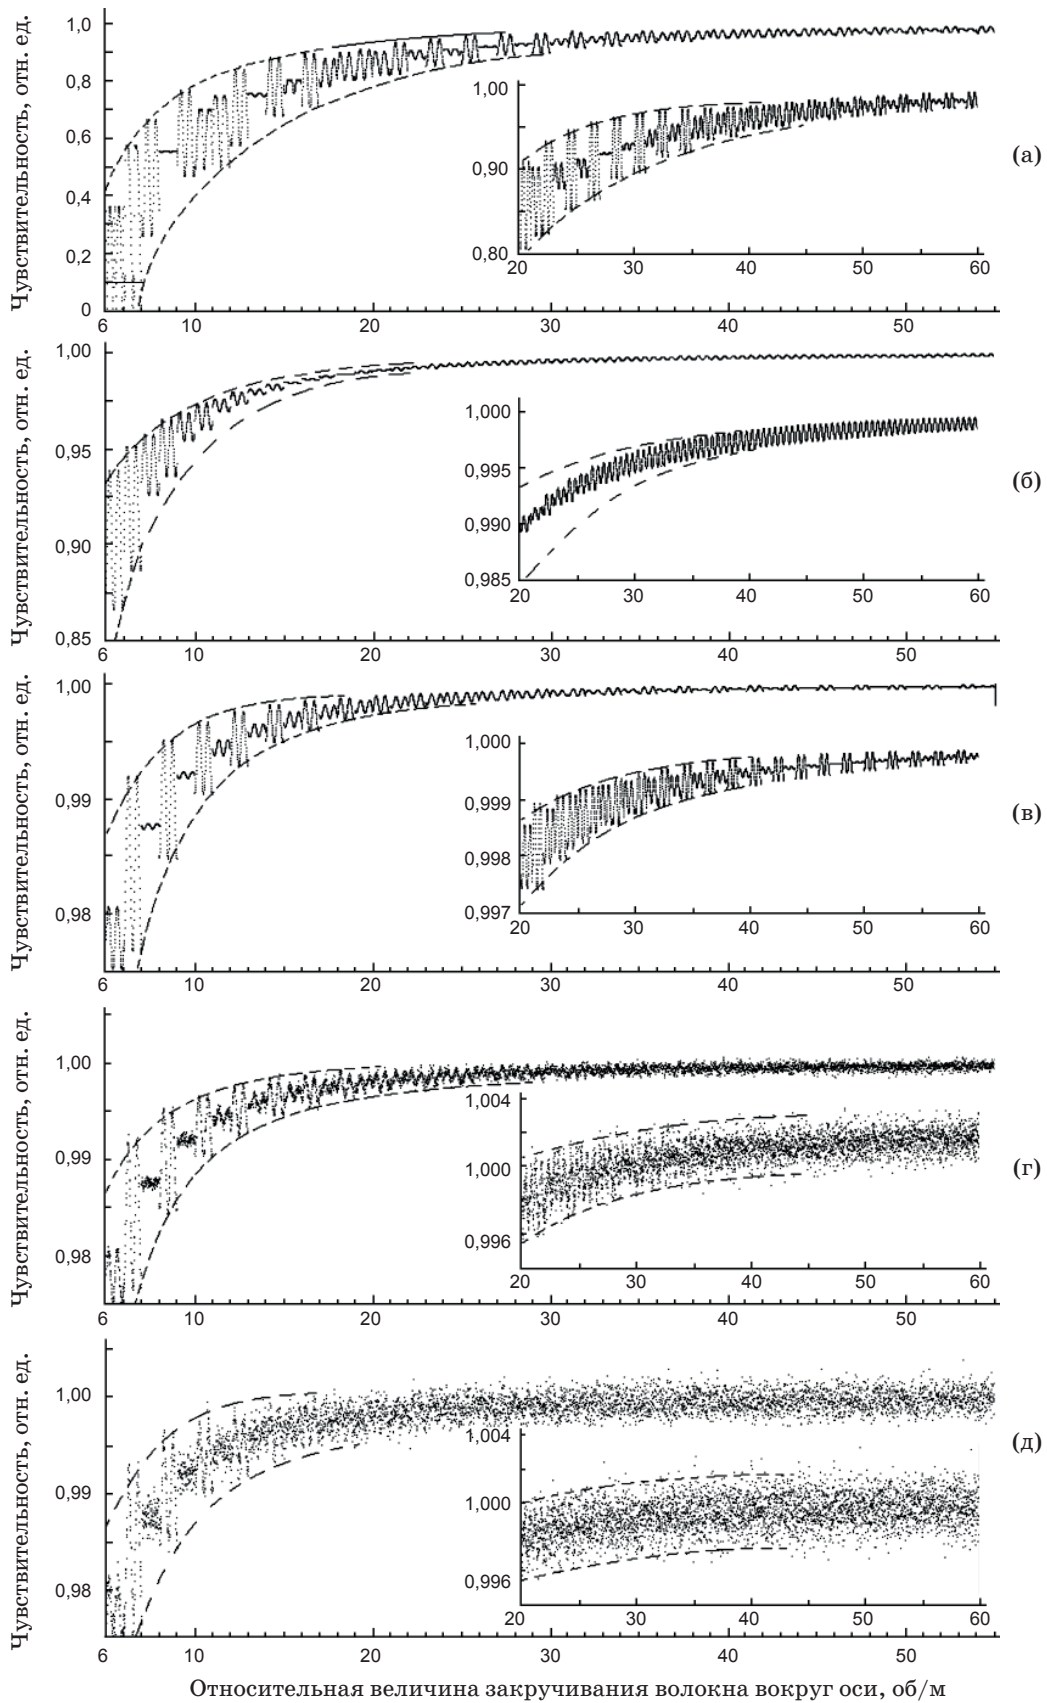 Чувствительность, отн. ед.
1,0
0,8
0,6
0,4
0,2
0
6 10 20 30 40 50
1,00
0,90
0,80
20 30 40 50 60
(а)
Чувствительность, отн. ед.
1,00
0,95
0,90
0,85
6 10 20 30 40 50
1,000
0,995
0,990
0,985
20 30 40 50 60
(б)
Чувствительность, отн. ед.
1,00
0,99
0,98
6 10 20 30 40 50
1,000
0,999
0,998
0,997
20 30 40 50 60
(в)
Чувствительность, отн. ед.
1,00
0,99
0,98
6 10 20 30 40 50
1,004
1,000
0,996
20 30 40 50 60
(г)
Чувствительность, отн. ед.
1,00
0,99
0,98
6 10 20 30 40 50
1,004
1,000
0,996
20 30 40 50 60
(д)
Относительная величина закручивания волокна вокруг оси, об/м